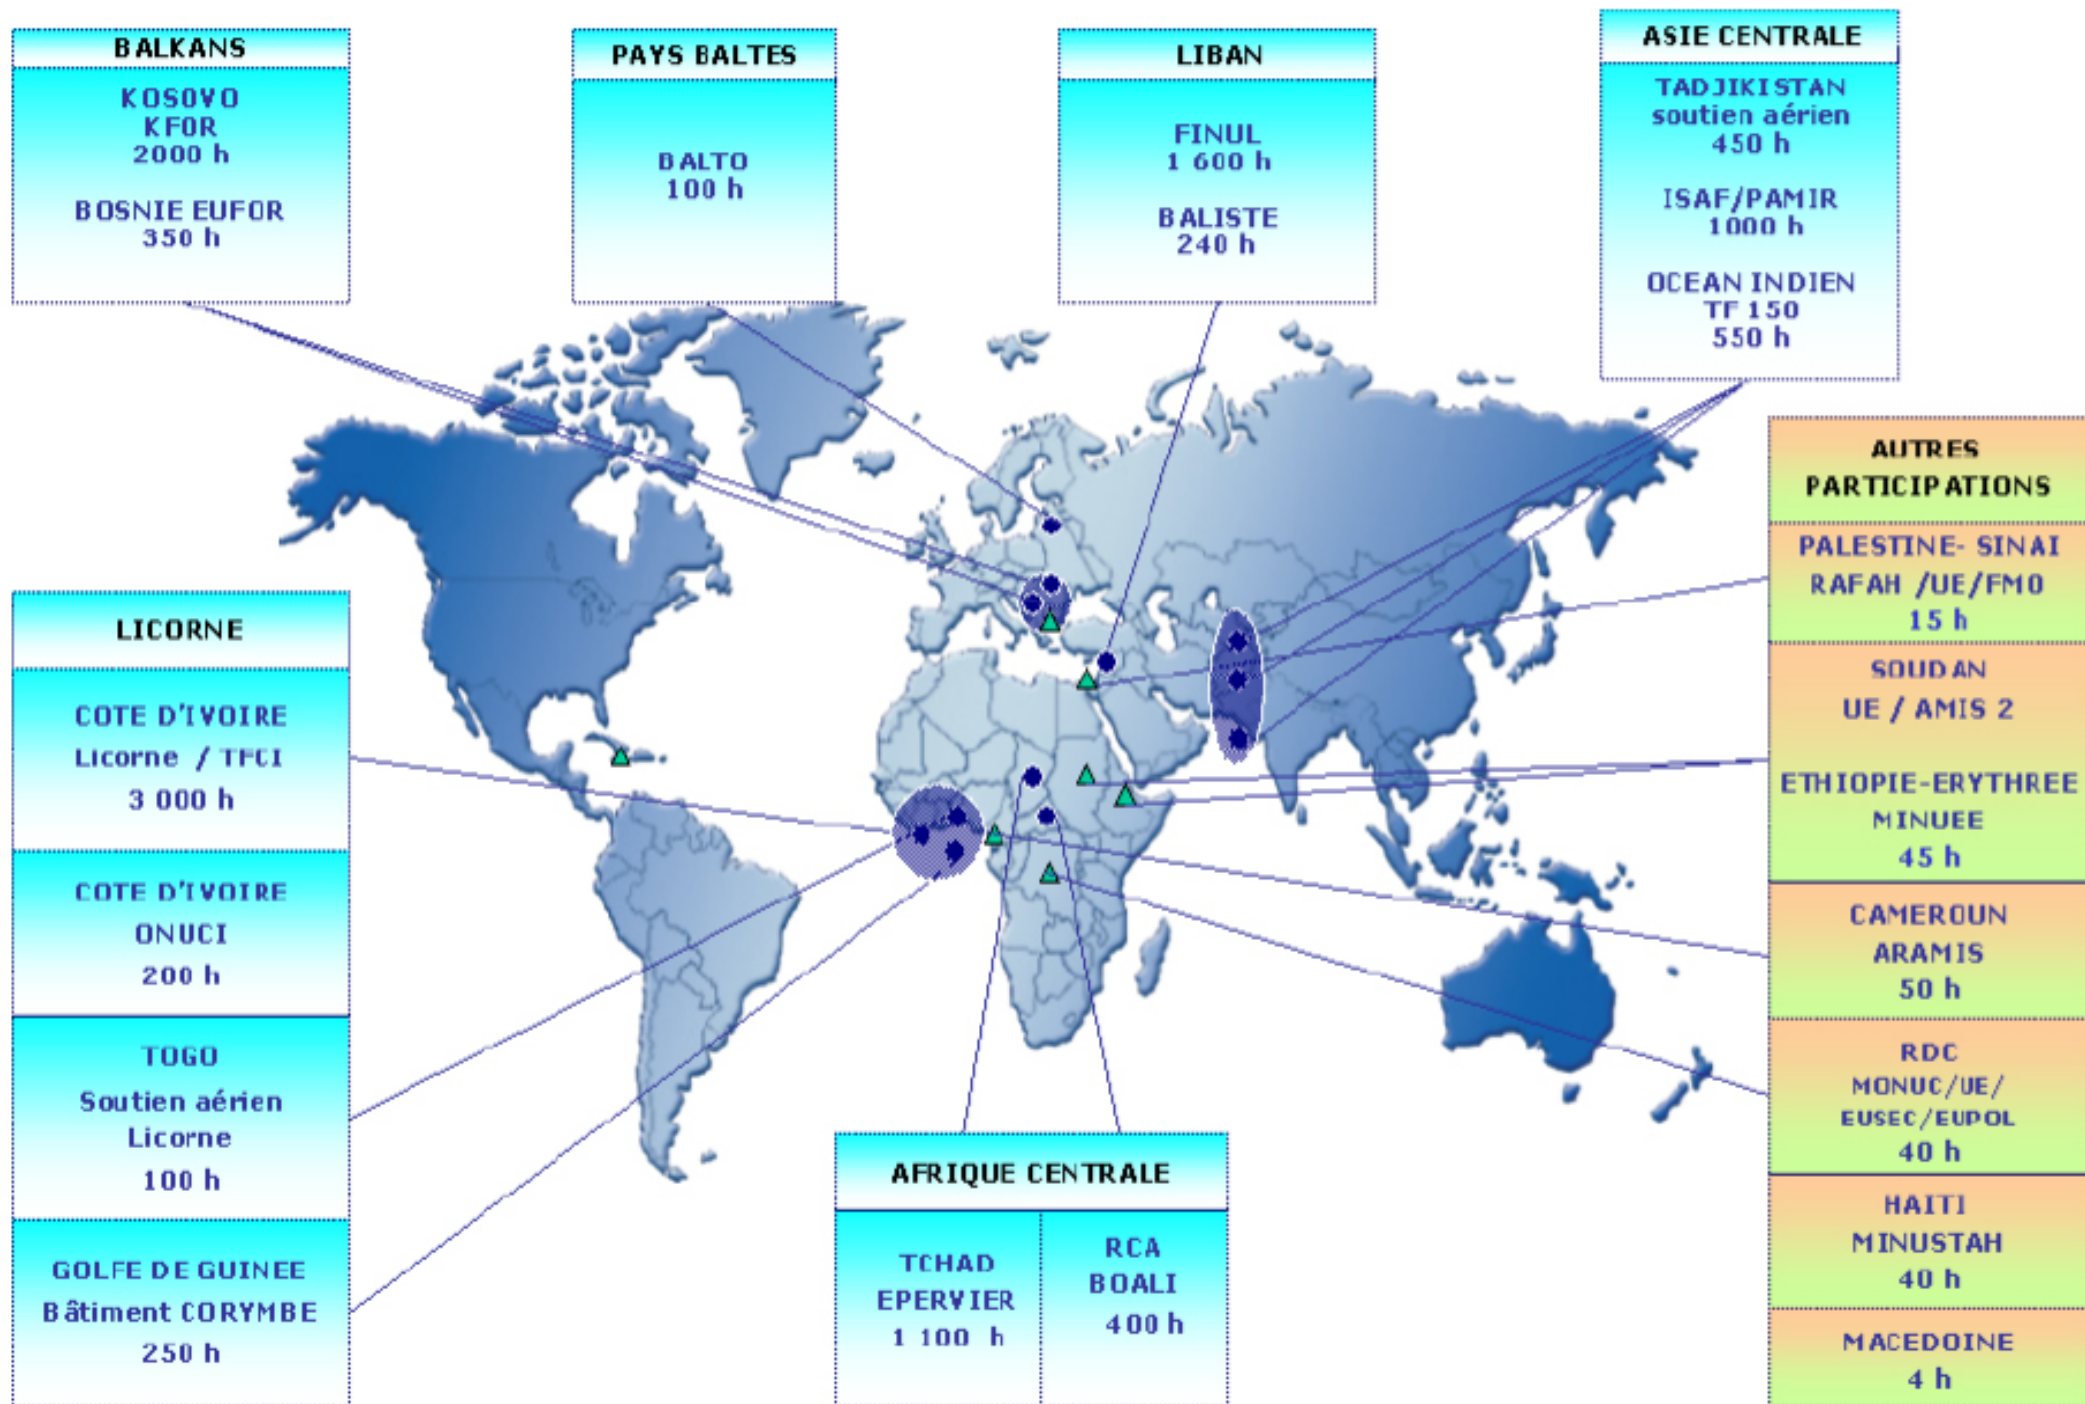 BALKANS
KOSOVO
KFOR
2000 h
BOSNIE EUFOR
350 h
PAYS BALTES
BALTO
100 h
LIBAN
FINUL
1 600 h
BALISTE
240 h
ASIE CENTRALE
TADJIKISTAN
soutien aérien
450 h
ISAF/PAMIR
1000 h
OCEAN INDIEN
TF 150
550 h
LICORNE
COTE D'IVOIRE
Licorne / TFCI
3 000 h
COTE D'IVOIRE
ONUCI
200 h
TOGO
Soutien aérien
Licorne
100 h
GOLFE DE GUINEE
Bâtiment CORYMBE
250 h
AFRIQUE CENTRALE
TCHAD
EPERVIER
1 100 h
RCA
BOALI
400 h
AUTRES
PARTICIPATIONS
PALESTINE- SINAI
RAFAH /UE/FMO
15 h
SOUDAN
UE / AMIS 2
ETHIOPIE-ERYTHREE
MINUEE
45 h
CAMEROUN
ARAMIS
50 h
RDC
MONUC/UE/
EUSEC/EUPOL
40 h
HAITI
MINUSTAH
40 h
MACEDOINE
4 h